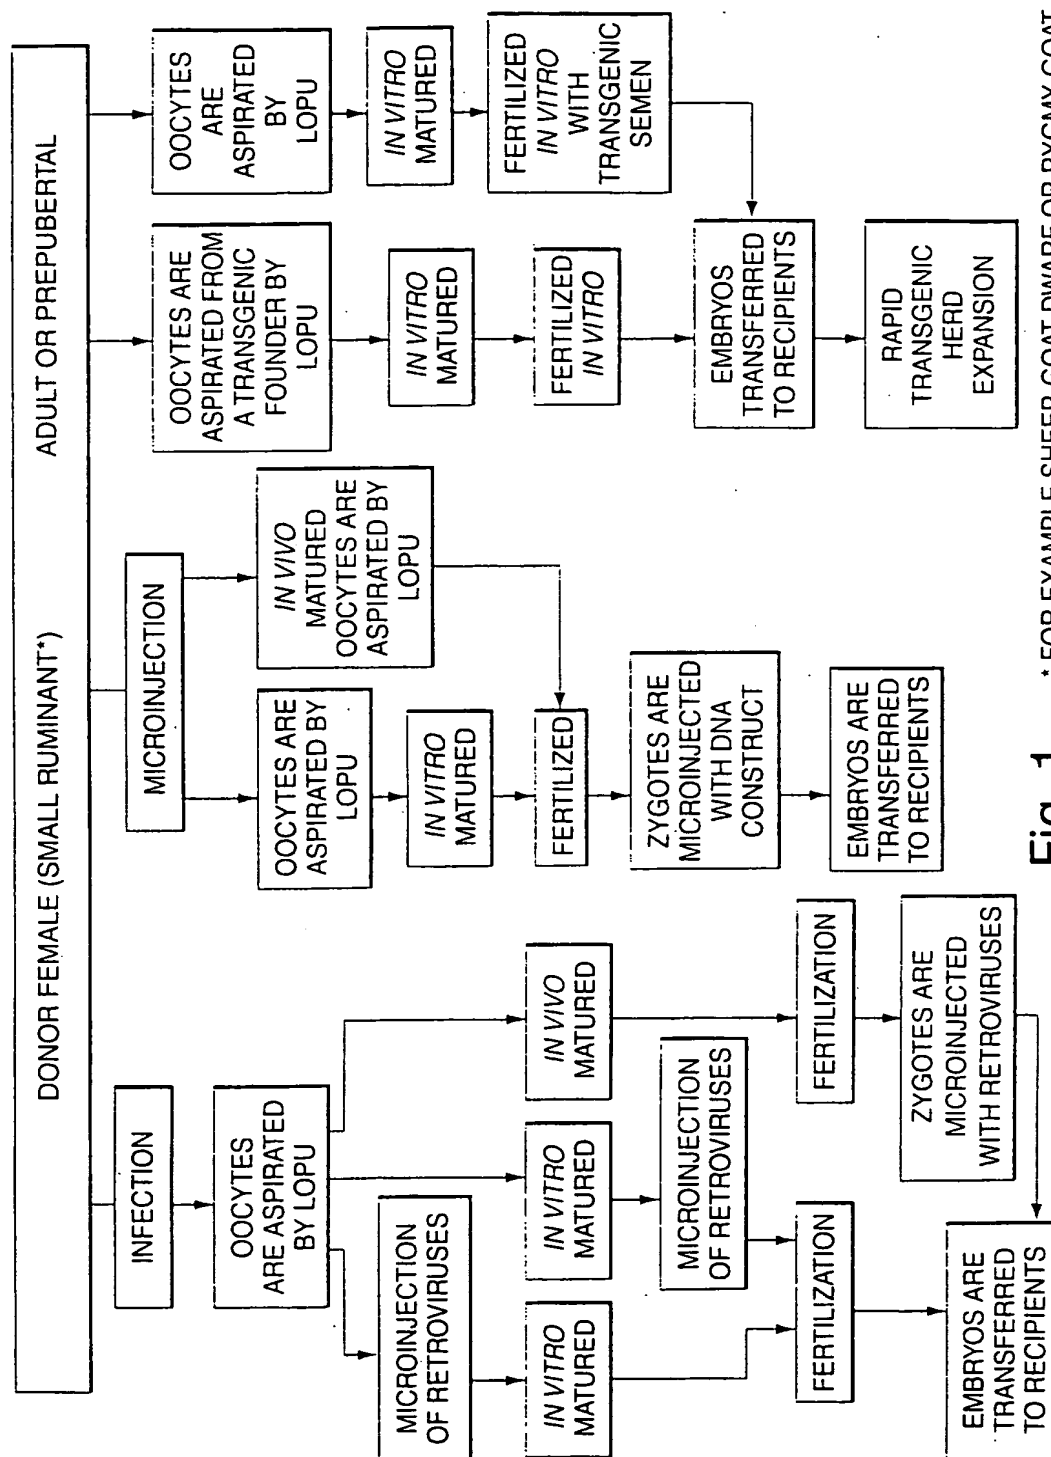 DONOR FEMALE (SMALL RUMINANT*) ADULT OR PREPUBERTAL
INFECTION
OOCYTES
ARE ASPIRATED
BY LOPU
MICROINJECTION
OF RETROVIRUSES
IN VITRO
MATURED
IN VITRO
MATURED
MICROINJECTION
OF RETROVIRUSES
FERTILIZATION
IN VIVO
MATURED
FERTILIZATION
ZYGOTES ARE
MICROINJECTED
WITH RETROVIRUSES
EMBRYOS ARE
TRANSFERRED
TO RECIPIENTS
MICROINJECTION
OOCYTES ARE
ASPIRATED BY
LOPU
IN VITRO
MATURED
IN VIVO
MATURED
OOCYTES ARE
ASPIRATED BY
LOPU
FERTILIZED
ZYGOTES ARE
MICROINJECTED
WITH DNA
CONSTRUCT
EMBRYOS ARE
TRANSFERRED
TO RECIPIENTS
OOCYTES ARE
ASPIRATED FROM
A TRANSGENIC
FOUNDER BY
LOPU
IN VITRO
MATURED
FERTILIZED
IN VITRO
OOCYTES
ARE
ASPIRATED
BY
LOPU
IN VITRO
MATURED
FERTILIZED
IN VITRO
WITH
TRANSGENIC
SEMEN
EMBRYOS
TRANSFERRED
TO RECIPIENTS
RAPID
TRANSGENIC
HERD
EXPANSION
Fig. 1
* FOR EXAMPLE SHEEP, GOAT, DWARF OR PYGMY GOAT